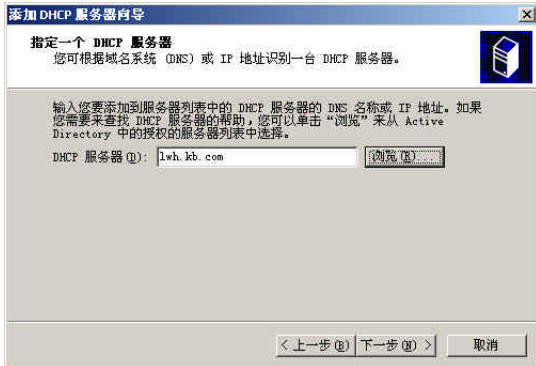 添加 DHCP 服务器向导
指定一个 DHCP 服务器
您可根据域名系统 (DNS) 或 IP 地址识别一台 DHCP 服务器。
输入您要添加到服务器列表中的 DHCP 服务器的 DNS 名称或 IP 地址。如果
您需要来查找 DHCP 服务器的帮助，您可以单击“浏览”来从 Active
Directory 中的授权的服务器列表中选择。
DHCP 服务器(D): lwh.kb.com 浏览(R)...
< 上一步(B) 下一步(N) > 取消